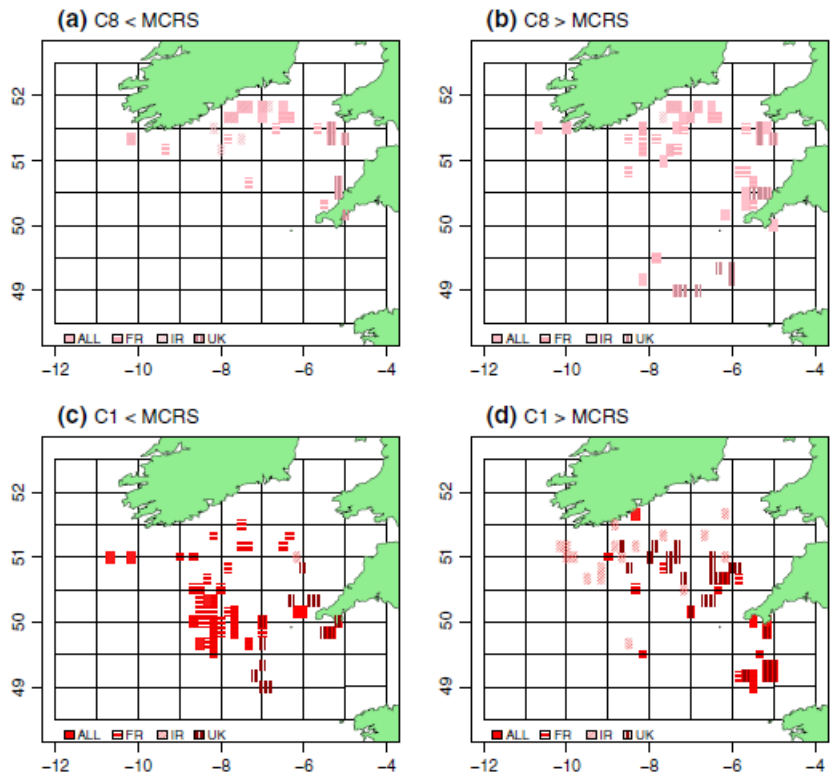 (a) C8 < MCRS
(b) C8 > MCRS
52
51
50
49
ALL FR IR UK
−12 −10 −8 −6 −4
52
51
50
49
ALL FR IR UK
−12 −10 −8 −6 −4
(c) C1 < MCRS
(d) C1 > MCRS
52
51
50
49
ALL FR IR UK
−12 −10 −8 −6 −4
52
51
50
49
ALL FR IR UK
−12 −10 −8 −6 −4